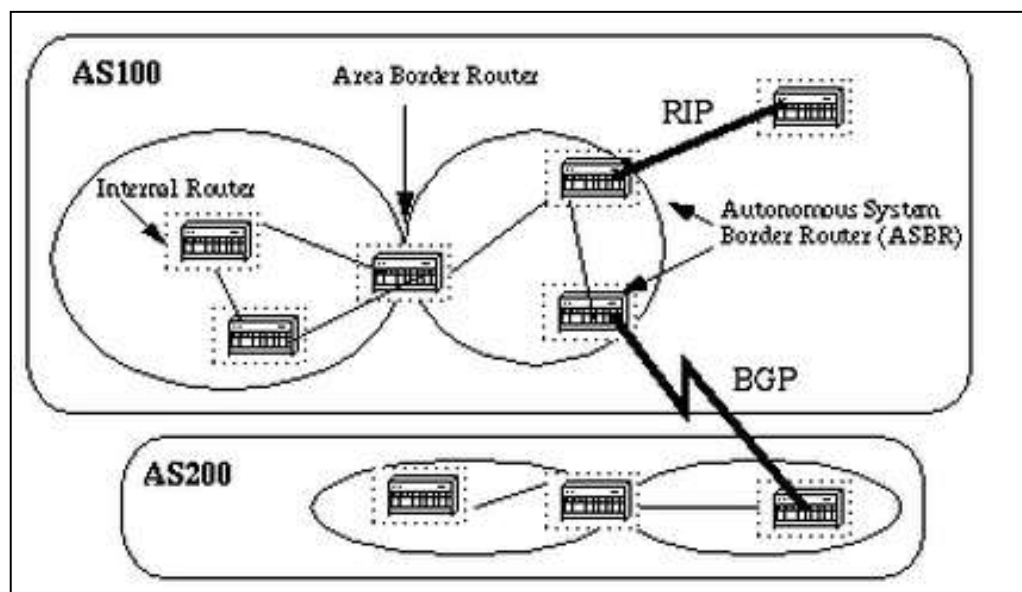 AS100
Area Border Router
RIP
Internal Router
Autonomous System
Border Router (ASBR)
BGP
AS200